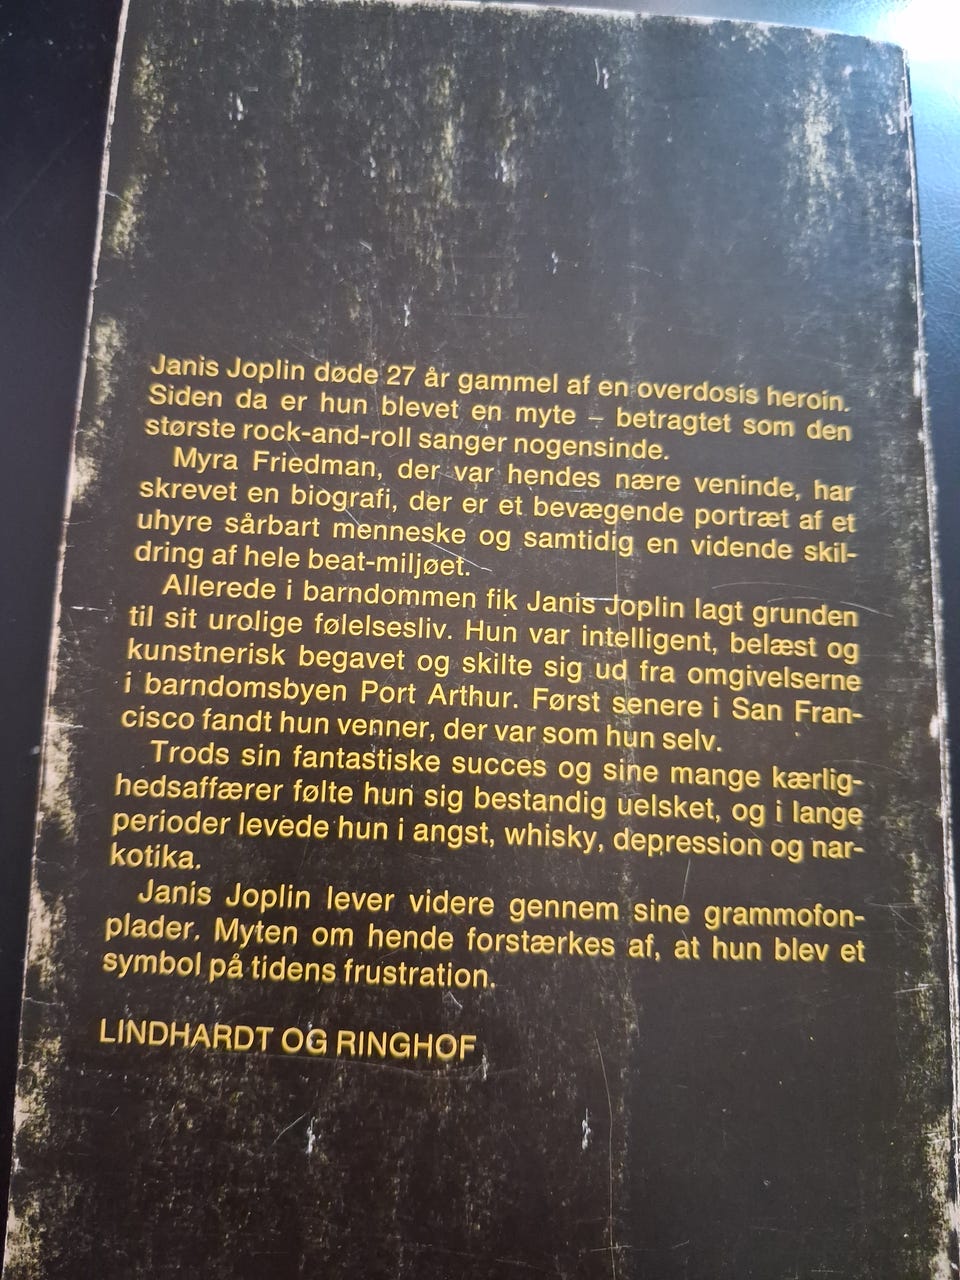 Janis Joplin døde 27 år gammel af en overdosis heroin.
Siden da er hun blevet en myte – betragtet som den
største rock-and-roll sanger nogensinde.
Myra Friedman, der var hendes nære veninde, har
skrevet en biografi, der er et bevægende portræt af et
uhyre sårbart menneske og samtidig en vidende skil-
dring af hele beat-miljøet.
Allerede i barndommen fik Janis Joplin lagt grunden
til sit urolige følelsesliv. Hun var intelligent, belæst og
kunstnerisk begavet og skilte sig ud fra omgivelserne
i barndomsbyen Port Arthur. Først senere i San Fran-
cisco fandt hun venner, der var som hun selv.
Trods sin fantastiske succes og sine mange kærlig-
hedsaffærer følte hun sig bestandig uelsket, og i lange
perioder levede hun i angst, whisky, depression og nar-
kotika.
Janis Joplin lever videre gennem sine grammofon-
plader. Myten om hende forstærkes af, at hun blev et
symbol på tidens frustration.
LINDHARDT OG RINGHOF